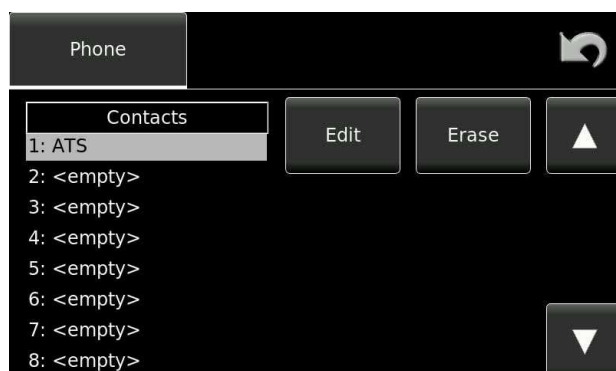 Phone
Contacts
Edit
Erase
1: ATS
2: <empty>
3: <empty>
4: <empty>
5: <empty>
6: <empty>
7: <empty>
8: <empty>